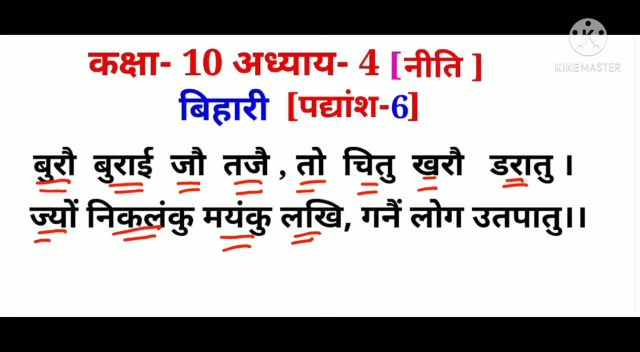 KINEMASTER
कक्षा- 10 अध्याय- 4 [नीति ]
बिहारी [पद्यांश-6]
बुरौ बुराई जौ तजै , तो चितु खरौ डरातु ।
ज्यों निकलंकु मयंकु लखि, गनैं लोग उतपातु।।